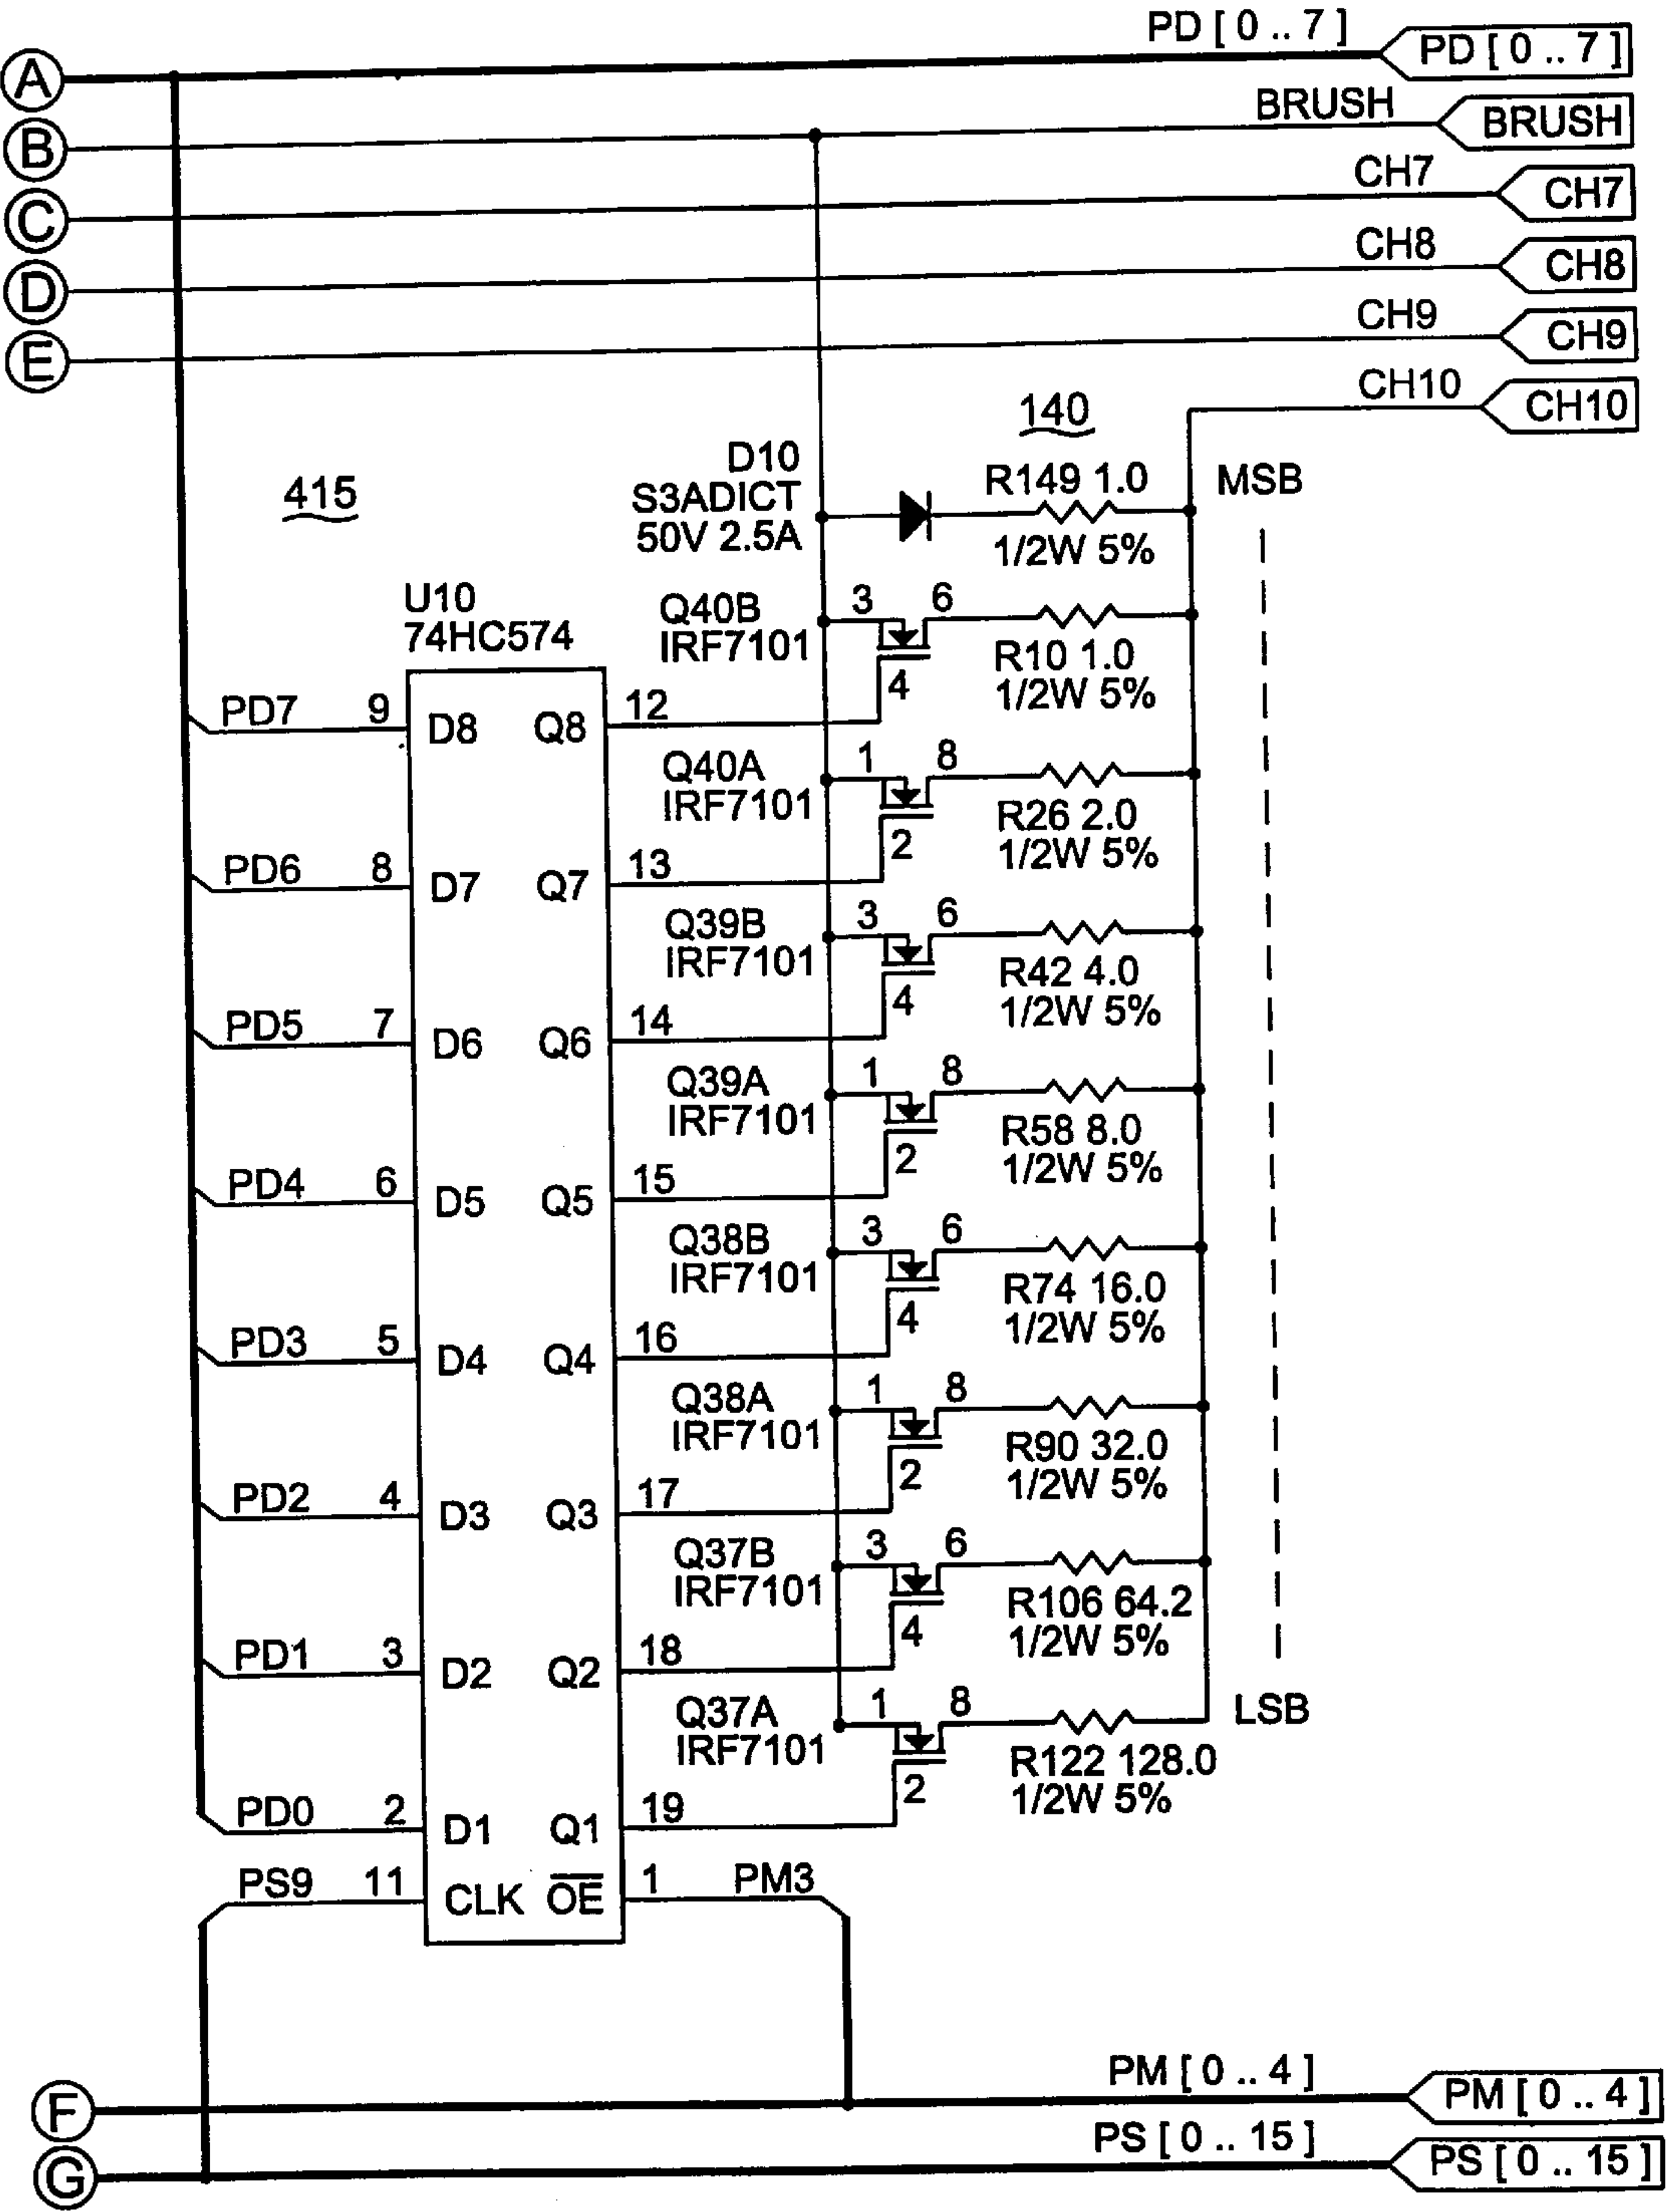 A
PD [ 0 .. 7 ]
PD [ 0 .. 7 ]
B
BRUSH
BRUSH
C
CH7
CH7
D
CH8
CH8
E
CH9
CH9
CH10
CH10
140
415
D10
S3ADICT
50V 2.5A
R149 1.0
1/2W 5%
MSB
U10
74HC574
Q40B
IRF7101
3
6
4
R10 1.0
1/2W 5%
PD7
9
D8
Q8
12
Q40A
IRF7101
1
8
2
R26 2.0
1/2W 5%
PD6
8
D7
Q7
13
Q39B
IRF7101
3
6
4
R42 4.0
1/2W 5%
PD5
7
D6
Q6
14
Q39A
IRF7101
1
8
2
R58 8.0
1/2W 5%
PD4
6
D5
Q5
15
Q38B
IRF7101
3
6
4
R74 16.0
1/2W 5%
PD3
5
D4
Q4
16
Q38A
IRF7101
1
8
2
R90 32.0
1/2W 5%
PD2
4
D3
Q3
17
Q37B
IRF7101
3
6
4
R106 64.2
1/2W 5%
PD1
3
D2
Q2
18
Q37A
IRF7101
1
8
2
R122 128.0
1/2W 5%
LSB
PD0
2
D1
Q1
19
PS9
11
CLK
OE
1
PM3
F
PM [ 0 .. 4 ]
PM [ 0 .. 4 ]
G
PS [ 0 .. 15 ]
PS [ 0 .. 15 ]